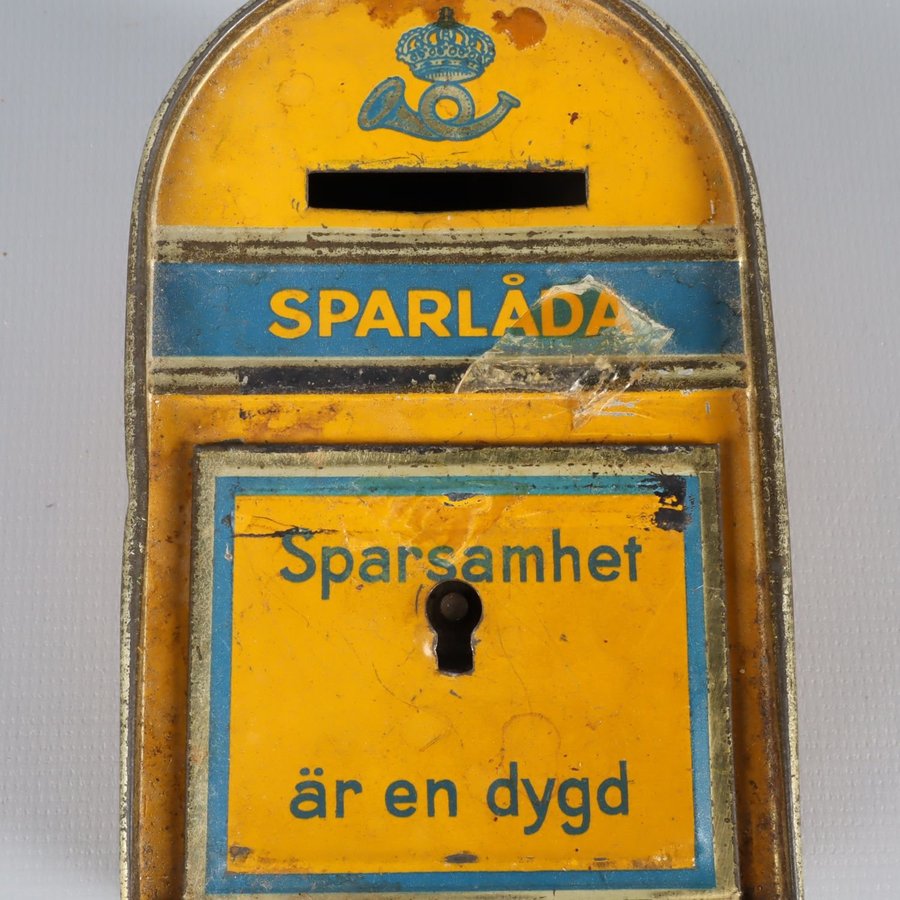 SPARLÅDA
Sparsamhet
är en dygd